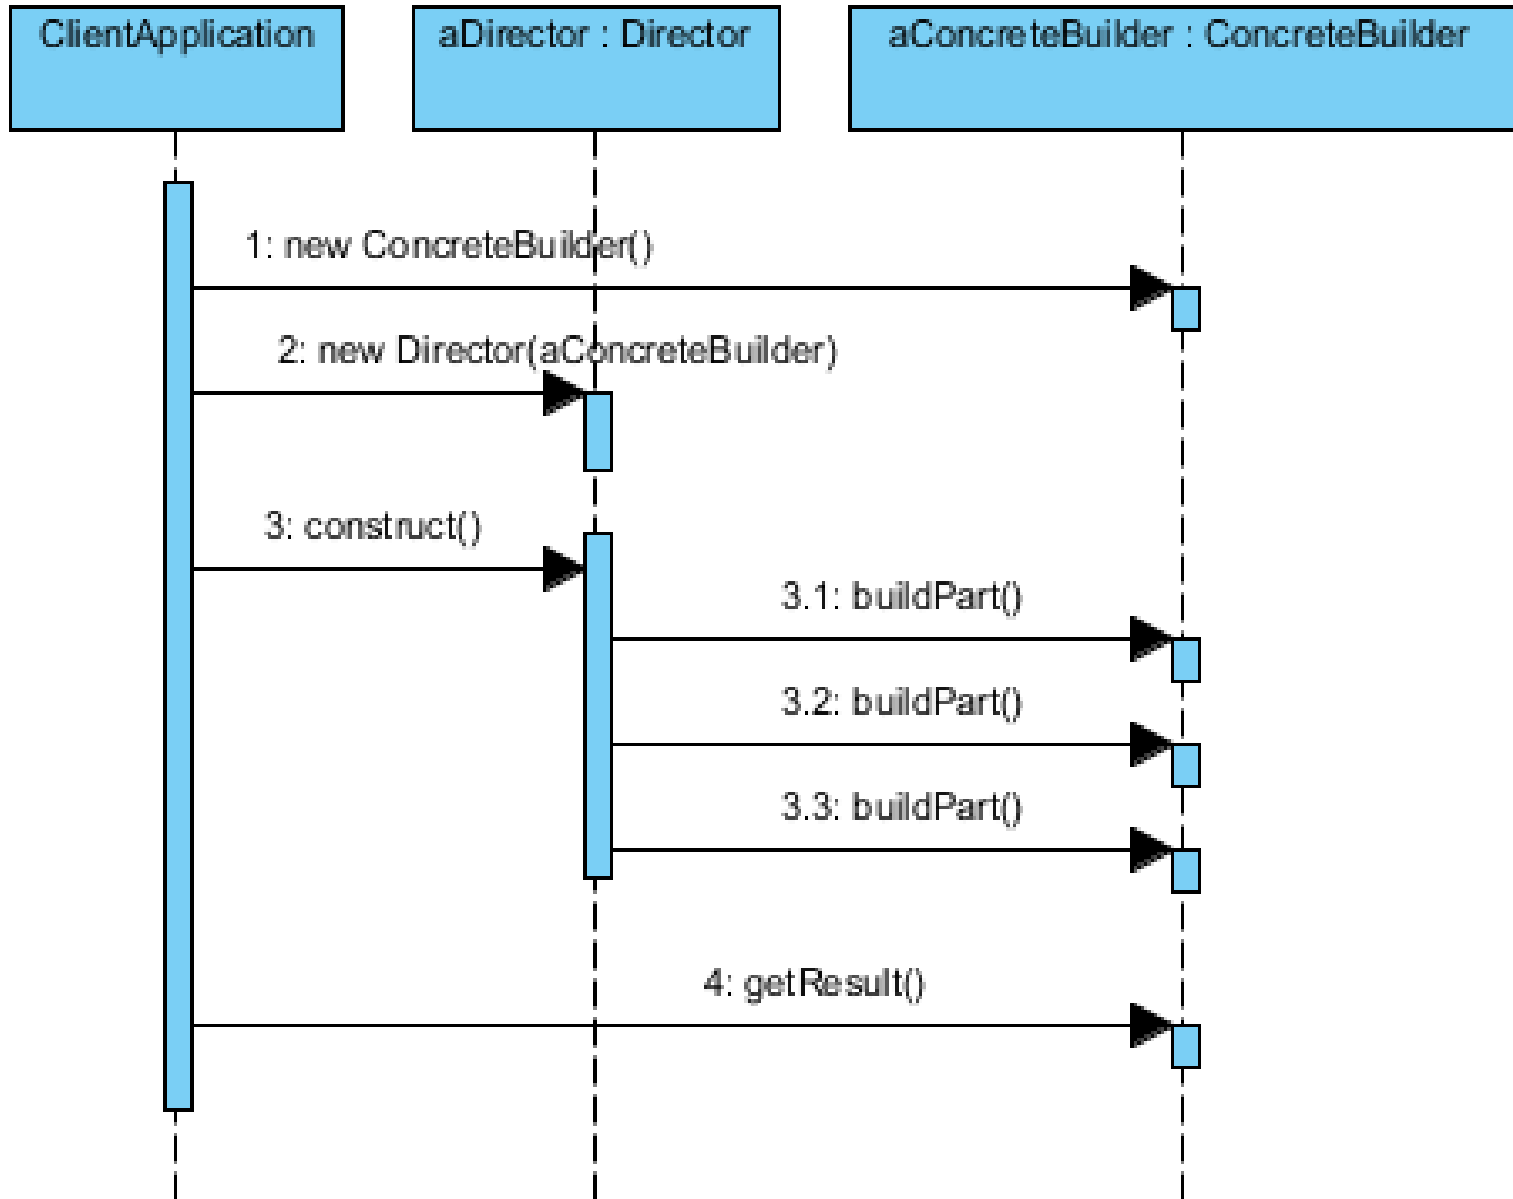 ClientApplication
aDirector : Director
aConcreteBuilder : ConcreteBuilder
1: new ConcreteBuilder()
2: new Director(aConcreteBuilder)
3: construct()
3.1: buildPart()
3.2: buildPart()
3.3: buildPart()
4: getResult()